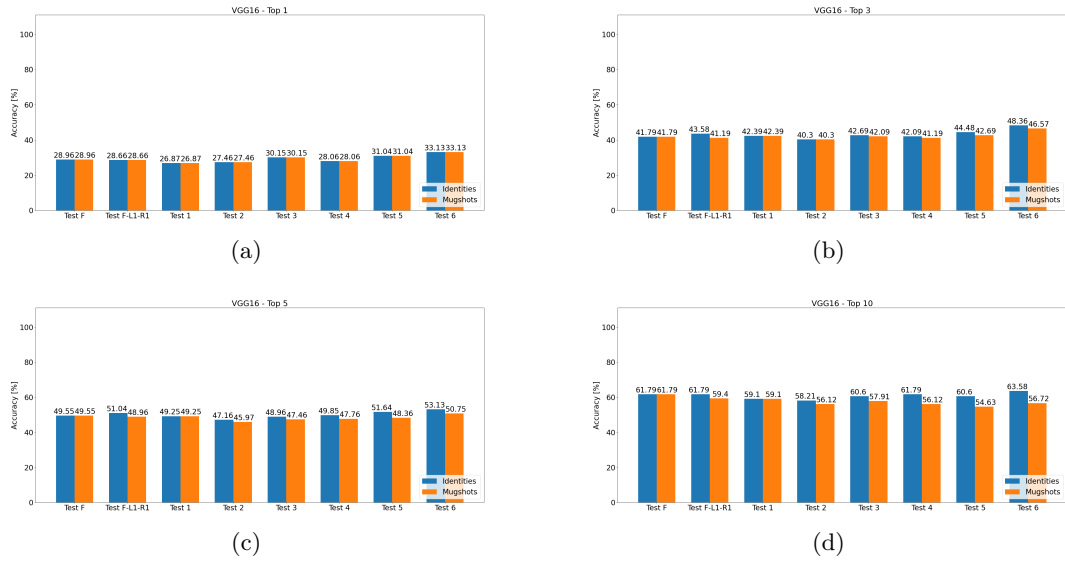 VGG16 - Top 1
100
80
60
40
20
0
Accuracy [%]
28.96 28.96 28.66 28.66 26.87 26.87 27.46 27.46 30.15 30.15 28.06 28.06 31.04 31.04 33.13 33.13
Identities
Mugshots
Test F Test F-L1-R1 Test 1 Test 2 Test 3 Test 4 Test 5 Test 6
(a)
VGG16 - Top 3
100
80
60
40
20
0
Accuracy [%]
41.79 41.79 43.58 41.19 42.39 42.39 40.3 40.3 42.69 42.09 42.09 41.19 44.48 42.69 48.36 46.57
Identities
Mugshots
Test F Test F-L1-R1 Test 1 Test 2 Test 3 Test 4 Test 5 Test 6
(b)
VGG16 - Top 5
100
80
60
40
20
0
Accuracy [%]
49.55 49.55 51.04 48.96 49.25 49.25 47.16 45.97 48.96 47.46 49.85 47.76 51.64 48.36 53.13 50.75
Identities
Mugshots
Test F Test F-L1-R1 Test 1 Test 2 Test 3 Test 4 Test 5 Test 6
(c)
VGG16 - Top 10
100
80
60
40
20
0
Accuracy [%]
61.79 61.79 61.79 59.4 59.1 59.1 58.21 56.12 60.6 57.91 61.79 56.12 60.6 54.63 63.58 56.72
Identities
Mugshots
Test F Test F-L1-R1 Test 1 Test 2 Test 3 Test 4 Test 5 Test 6
(d)